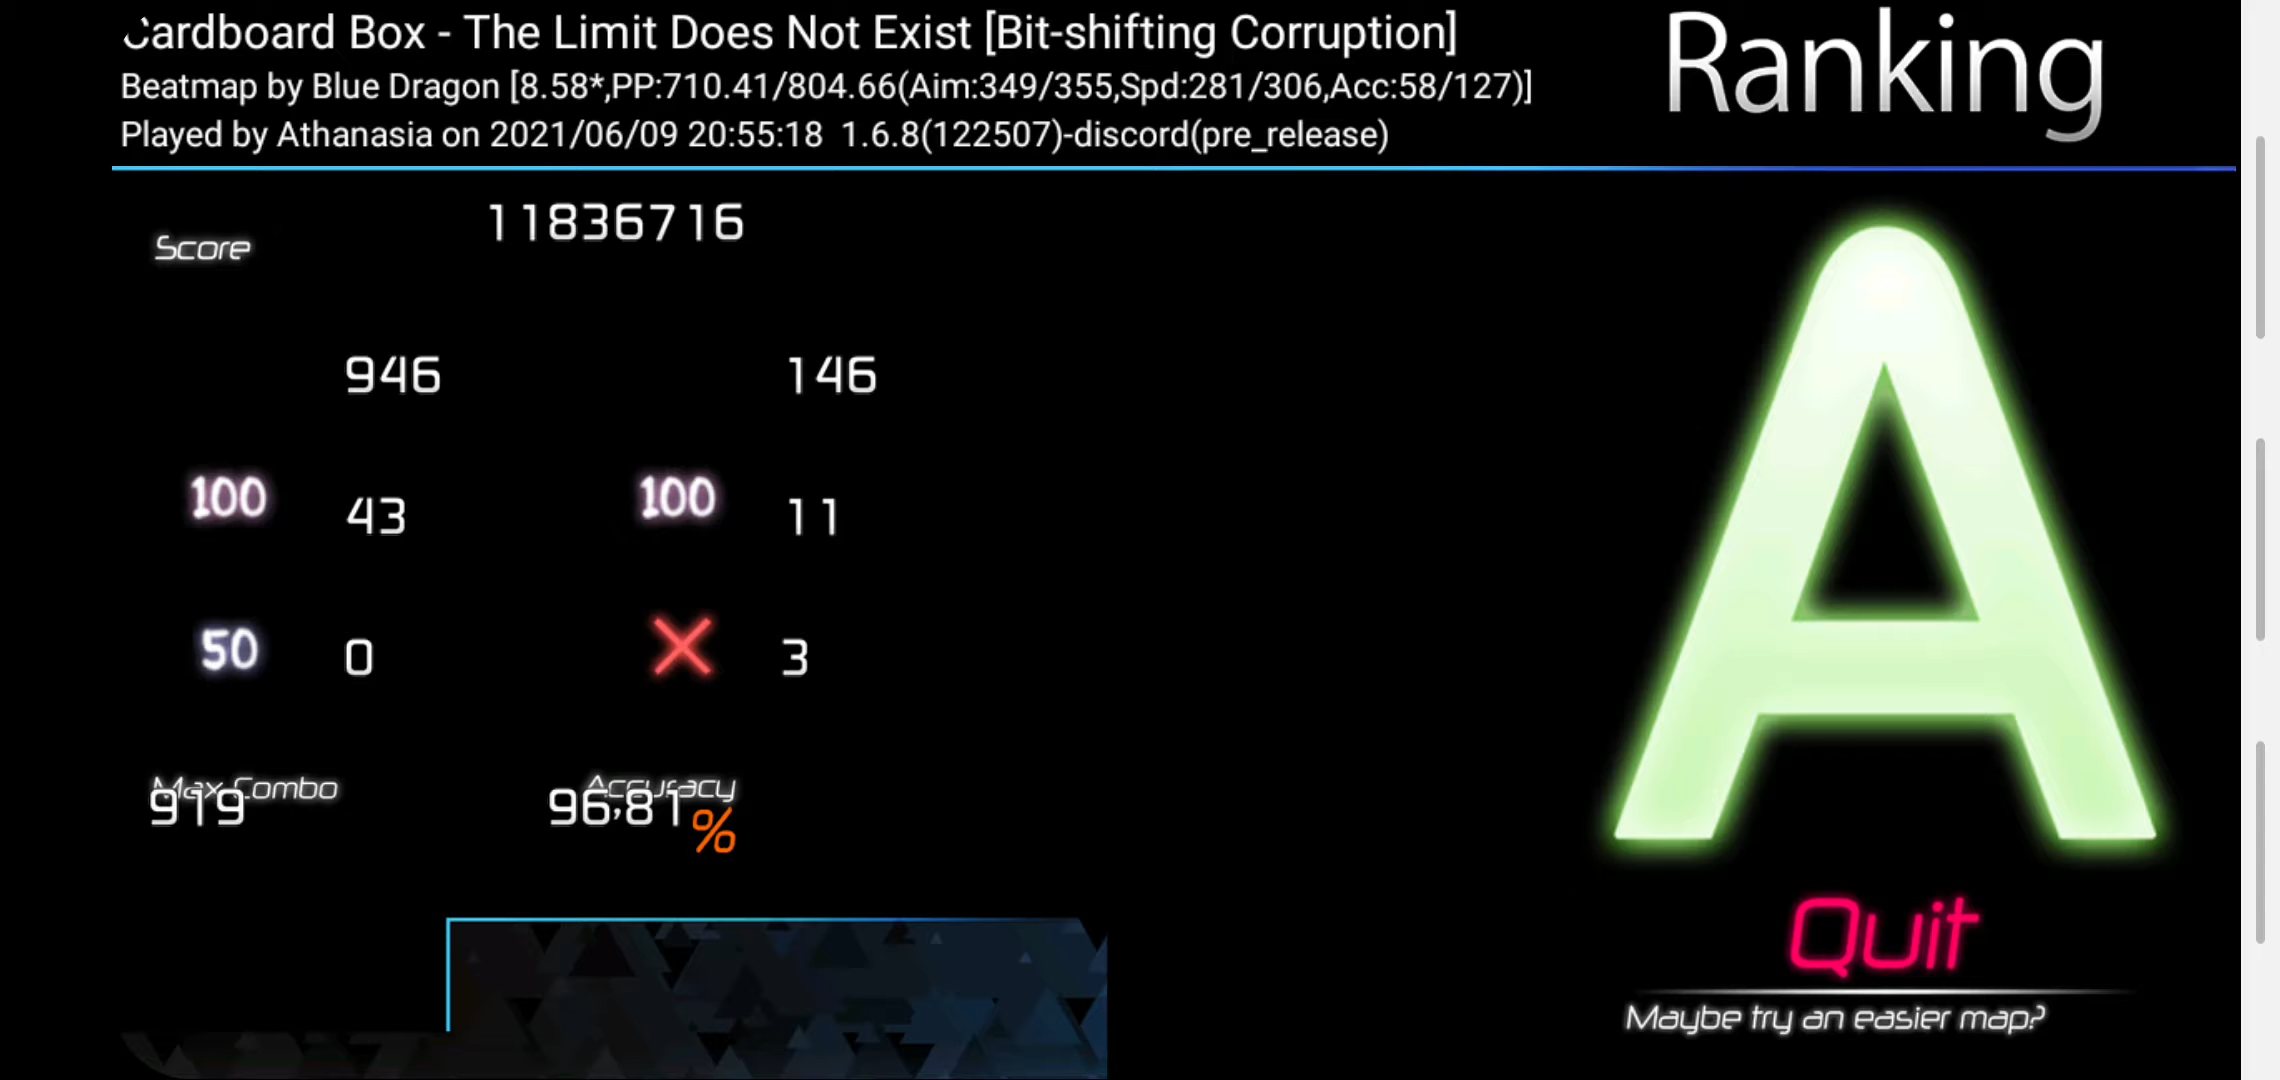 Cardboard Box - The Limit Does Not Exist [Bit-shifting Corruption]
Beatmap by Blue Dragon [8.58*,PP:710.41/804.66(Aim:349/355,Spd:281/306,Acc:58/127)]
Played by Athanasia on 2021/06/09 20:55:18 1.6.8(122507)-discord(pre_release)
Ranking
Score 11836716
946 146
100 43 100 11
50 0 X 3
Max Combo Accuracy
919 96,81%
A
Quit
Maybe try an easier map?